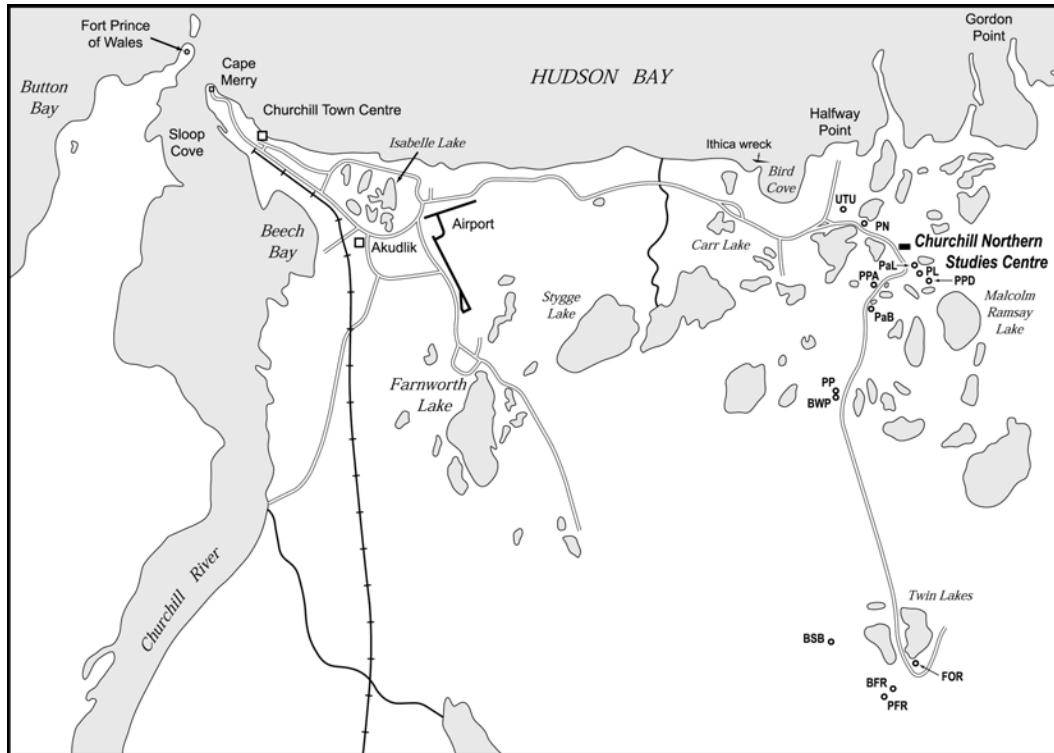 Fort Prince
of Wales
Gordon
Point
Button
Bay
Cape
Merry
HUDSON BAY
Churchill Town Centre
Halfway
Point
Sloop
Cove
Isabelle Lake
Ithica wreck
Bird
Cove
UTU
PN
Airport
Beech
Bay
Akudlik
Carr Lake
Churchill Northern
Studies Centre
PaL
PL
PPA
PPD
Stygge
Lake
Malcolm
Ramsay
Lake
PaB
Farnworth
Lake
PP
BWP
Churchill River
Twin Lakes
BSB
FOR
BFR
PFR